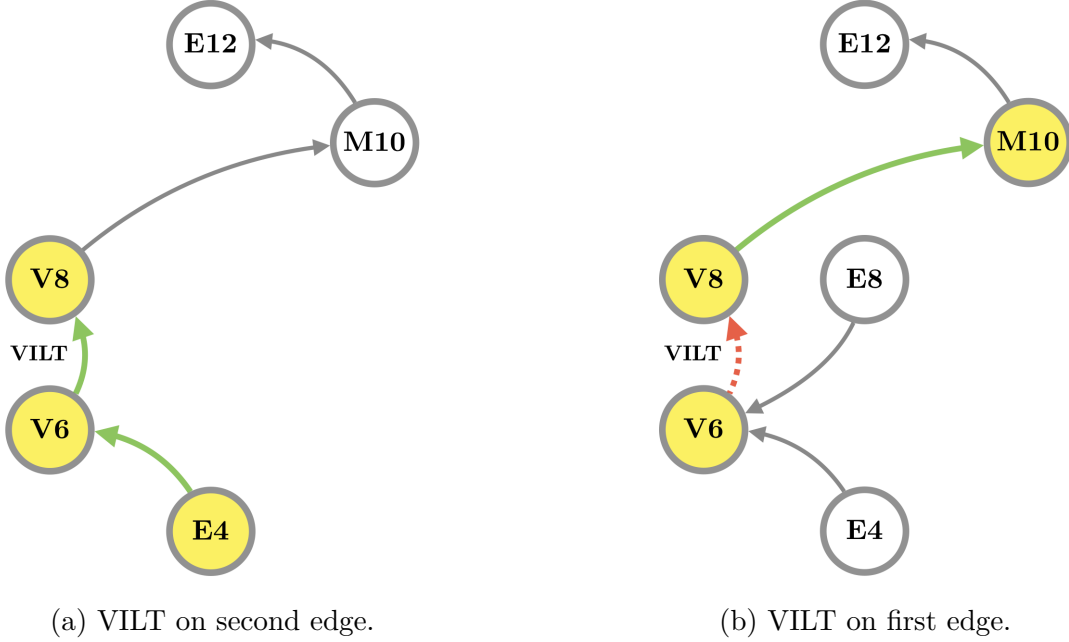 E12
M10
V8
VILT
V6
E4
(a) VILT on second edge.
E12
M10
V8
E8
VILT
V6
E4
(b) VILT on first edge.